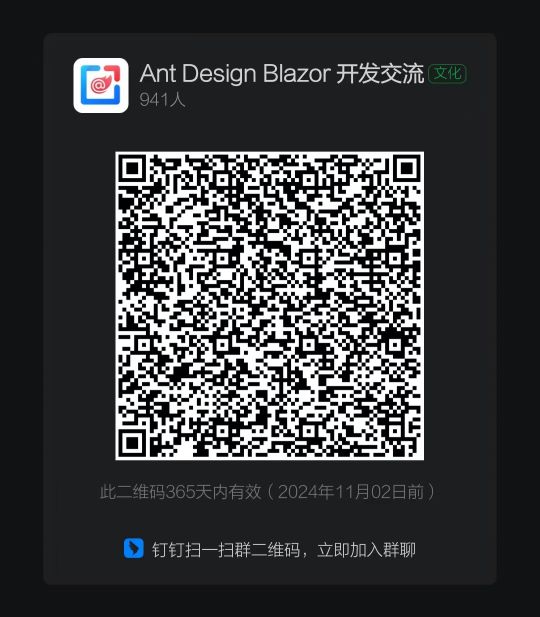 Ant Design Blazor 开发交流 文化
941人
此二维码365天内有效（2024年11月02日前）
钉钉扫一扫群二维码，立即加入群聊